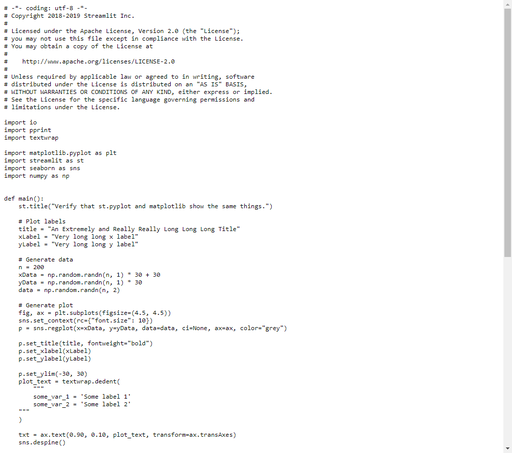 # -*- coding: utf-8 -*-
# Copyright 2018-2019 Streamlit Inc.
#
# Licensed under the Apache License, Version 2.0 (the "License");
# you may not use this file except in compliance with the License.
# You may obtain a copy of the License at
#
#    http://www.apache.org/licenses/LICENSE-2.0
#
# Unless required by applicable law or agreed to in writing, software
# distributed under the License is distributed on an "AS IS" BASIS,
# WITHOUT WARRANTIES OR CONDITIONS OF ANY KIND, either express or implied.
# See the License for the specific language governing permissions and
# limitations under the License.

import io
import pprint
import textwrap

import matplotlib.pyplot as plt
import streamlit as st
import seaborn as sns
import numpy as np


def main():
    st.title("Verify that st.pyplot and matplotlib show the same things.")

    # Plot labels
    title = "An Extremely and Really Really Long Long Long Title"
    xLabel = "Very long long x label"
    yLabel = "Very long long y label"

    # Generate data
    n = 200
    xData = np.random.randn(n, 1) * 30 + 30
    yData = np.random.randn(n, 1) * 30
    data = np.random.randn(n, 2)

    # Generate plot
    fig, ax = plt.subplots(figsize=(4.5, 4.5))
    sns.set_context(rc={"font.size": 10})
    p = sns.regplot(x=xData, y=yData, data=data, ci=None, ax=ax, color="grey")

    p.set_title(title, fontweight="bold")
    p.set_xlabel(xLabel)
    p.set_ylabel(yLabel)

    p.set_ylim(-30, 30)
    plot_text = textwrap.dedent(
        """
        some_var_1 = 'Some label 1'
        some_var_2 = 'Some label 2'
    """
    )

    txt = ax.text(0.90, 0.10, plot_text, transform=ax.transAxes)
    sns.despine()